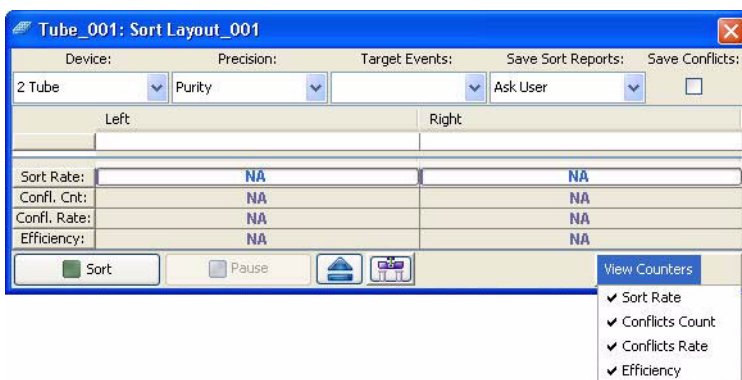 Tube_001: Sort Layout_001
Device: Precision: Target Events: Save Sort Reports: Save Conflicts:
2 Tube Purity Ask User
Left Right
Sort Rate: NA NA
Confl. Cnt: NA NA
Confl. Rate: NA NA
Efficiency: NA NA
Sort Pause View Counters
Sort Rate
Conflicts Count
Conflicts Rate
Efficiency